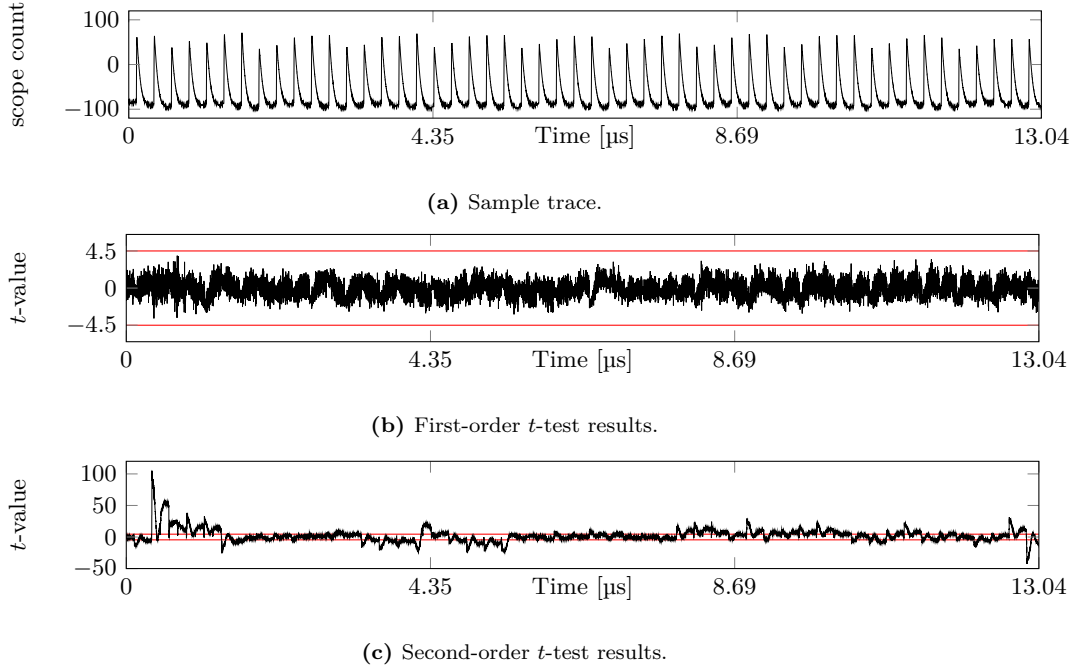 scope count
100
0
−100
0
4.35
Time [µs]
8.69
13.04
(a) Sample trace.
t-value
4.5
0
−4.5
0
4.35
Time [µs]
8.69
13.04
(b) First-order t-test results.
t-value
100
50
0
−50
0
4.35
Time [µs]
8.69
13.04
(c) Second-order t-test results.